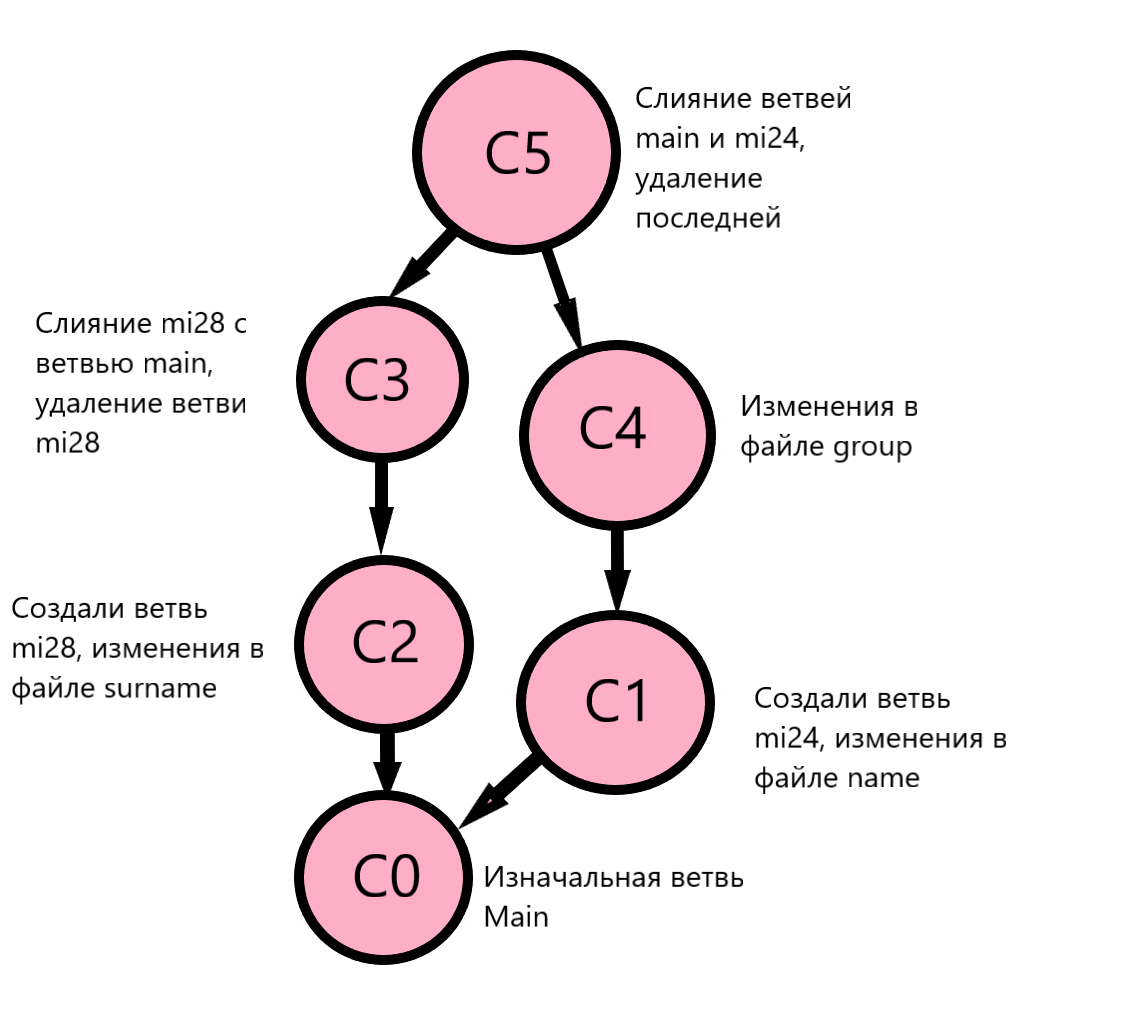 C5
Слияние ветвей
main и mi24,
удаление
последней
Слияние mi28 с
ветвью main,
удаление ветви
mi28
C3
C4
Изменения в
файле group
Создали ветвь
mi28, изменения в
файле surname
C2
C1
Создали ветвь
mi24, изменения в
файле name
C0
Изначальная ветвь
Main